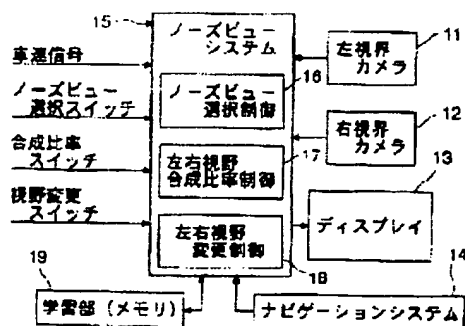 15
ノーズビュー
システム
11
左視界
カメラ
車速信号
16
ノーズビュー
選択スイッチ
ノーズビュー
選択制御
12
右視界
カメラ
合成比率
スイッチ
17
左右視野
合成比率制御
13
ディスプレイ
視野変更
スイッチ
左右視野
変更制御
18
19
学習部(メモリ)
14
ナビゲーションシステム